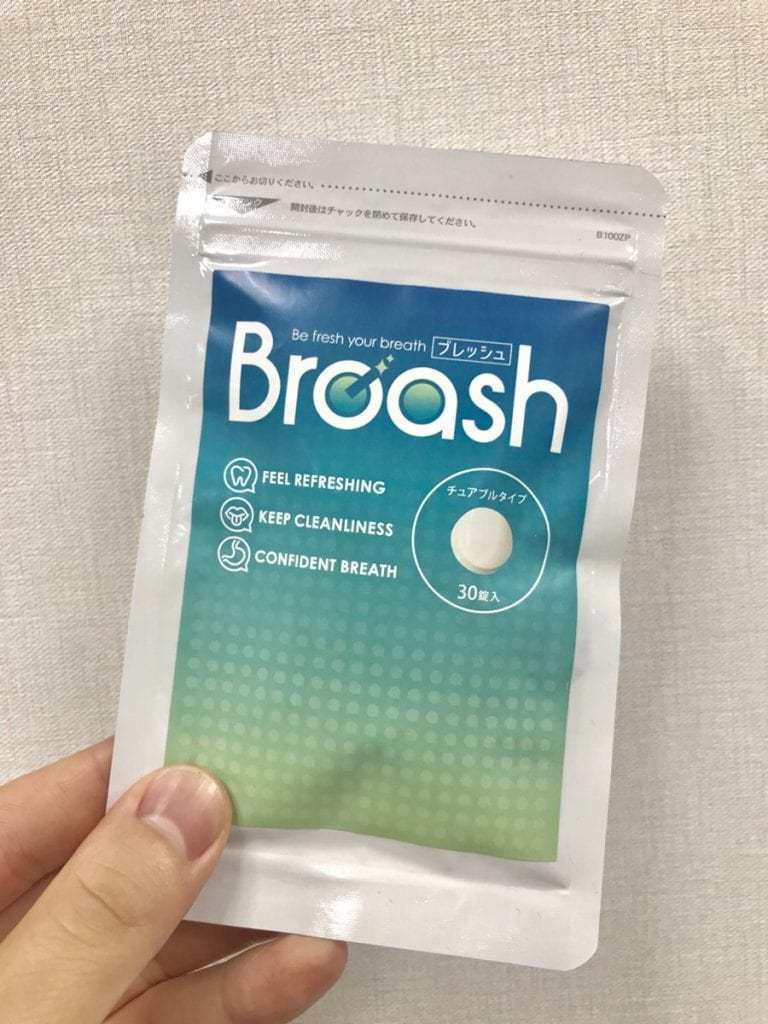 ここからお切りください。
開封後はチャックを閉めて保存してください。
B100ZP
Be fresh your breath ブレッシュ
Broash
FEEL REFRESHING
KEEP CLEANLINESS
CONFIDENT BREATH
チュアブルタイプ
30錠入